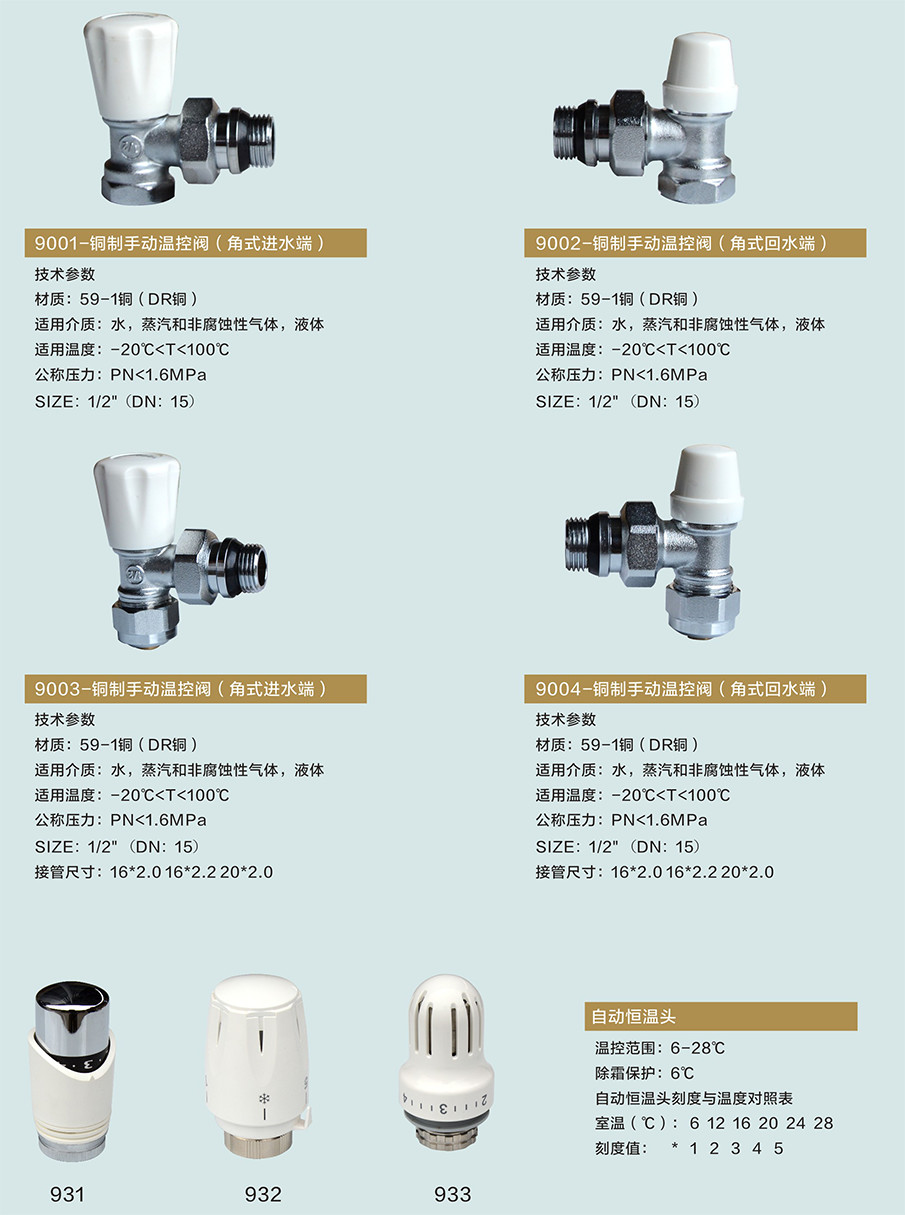 9001-铜制手动温控阀（角式进水端）
技术参数
材质：59-1铜（DR铜）
适用介质：水，蒸汽和非腐蚀性气体，液体
适用温度：-20℃<T<100℃
公称压力：PN<1.6MPa
SIZE：1/2"（DN：15）
9002-铜制手动温控阀（角式回水端）
技术参数
材质：59-1铜（DR铜）
适用介质：水，蒸汽和非腐蚀性气体，液体
适用温度：-20℃<T<100℃
公称压力：PN<1.6MPa
SIZE：1/2"（DN：15）
9003-铜制手动温控阀（角式进水端）
技术参数
材质：59-1铜（DR铜）
适用介质：水，蒸汽和非腐蚀性气体，液体
适用温度：-20℃<T<100℃
公称压力：PN<1.6MPa
SIZE：1/2"（DN：15）
接管尺寸：16*2.0 16*2.2 20*2.0
9004-铜制手动温控阀（角式回水端）
技术参数
材质：59-1铜（DR铜）
适用介质：水，蒸汽和非腐蚀性气体，液体
适用温度：-20℃<T<100℃
公称压力：PN<1.6MPa
SIZE：1/2"（DN：15）
接管尺寸：16*2.0 16*2.2 20*2.0
3
4 3 2
931
932
933
自动恒温头
温控范围：6-28℃
除霜保护：6℃
自动恒温头刻度与温度对照表
室温（℃）：6 12 16 20 24 28
刻度值： * 1 2 3 4 5